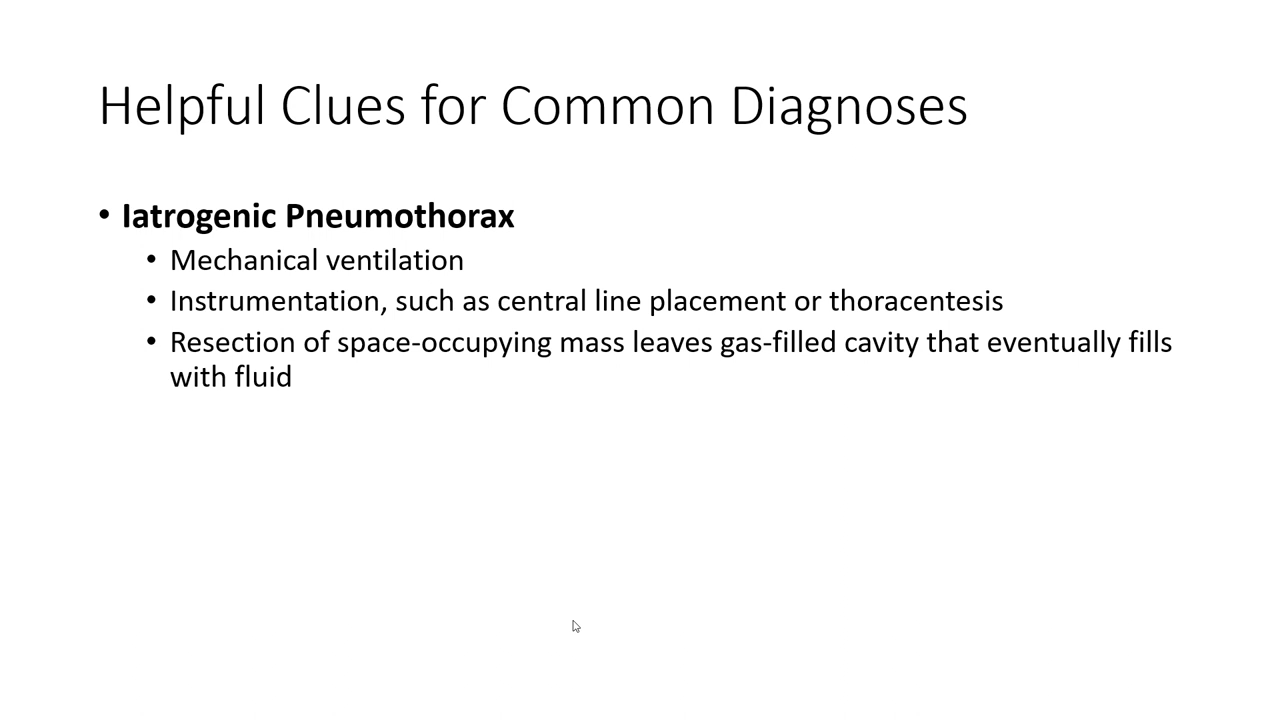 Helpful Clues for Common Diagnoses
• Iatrogenic Pneumothorax
• Mechanical ventilation
• Instrumentation, such as central line placement or thoracentesis
• Resection of space-occupying mass leaves gas-filled cavity that eventually fills
with fluid